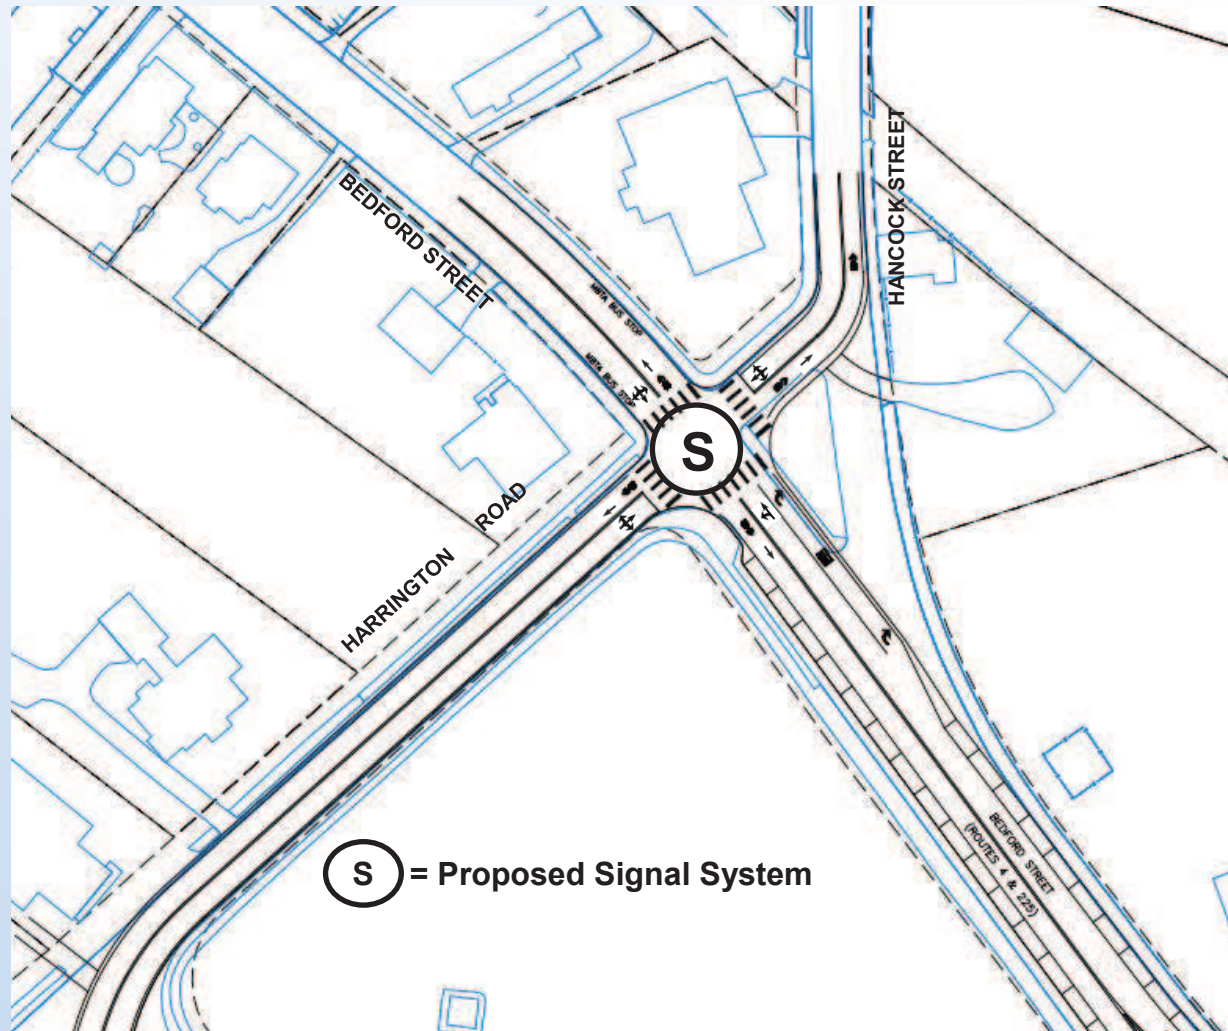 HANCOCK STREET
BEDFORD STREET
MBTA BUS STOP
MBTA BUS STOP
S
HARRINGTON ROAD
S = Proposed Signal System
BEDFORD STREET
(ROUTES 4 & 225)